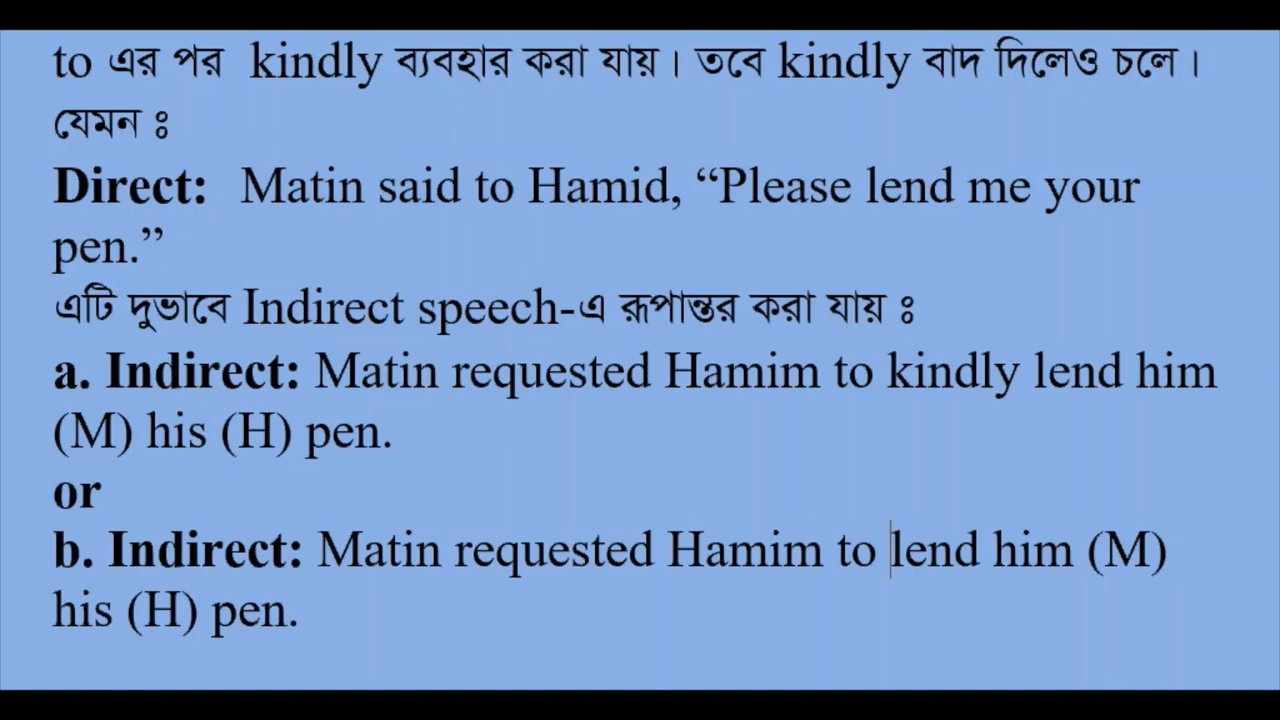 to এর পর kindly ব্যবহার করা যায়। তবে kindly বাদ দিলেও চলে।
যেমন ঃ
Direct: Matin said to Hamid, “Please lend me your
pen.”
এটি দুভাবে Indirect speech-এ রূপান্তর করা যায় ঃ
a. Indirect: Matin requested Hamim to kindly lend him
(M) his (H) pen.
or
b. Indirect: Matin requested Hamim to lend him (M)
his (H) pen.